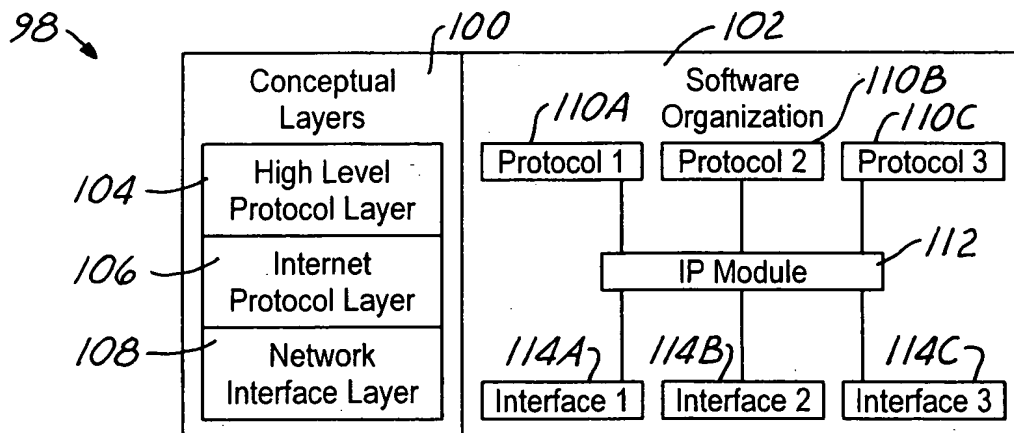 98
100
102
Conceptual
Layers
Software
Organization
110A
110B
110C
Protocol 1
Protocol 2
Protocol 3
104
High Level
Protocol Layer
106
Internet
Protocol Layer
112
IP Module
108
Network
Interface Layer
114A
114B
114C
Interface 1
Interface 2
Interface 3